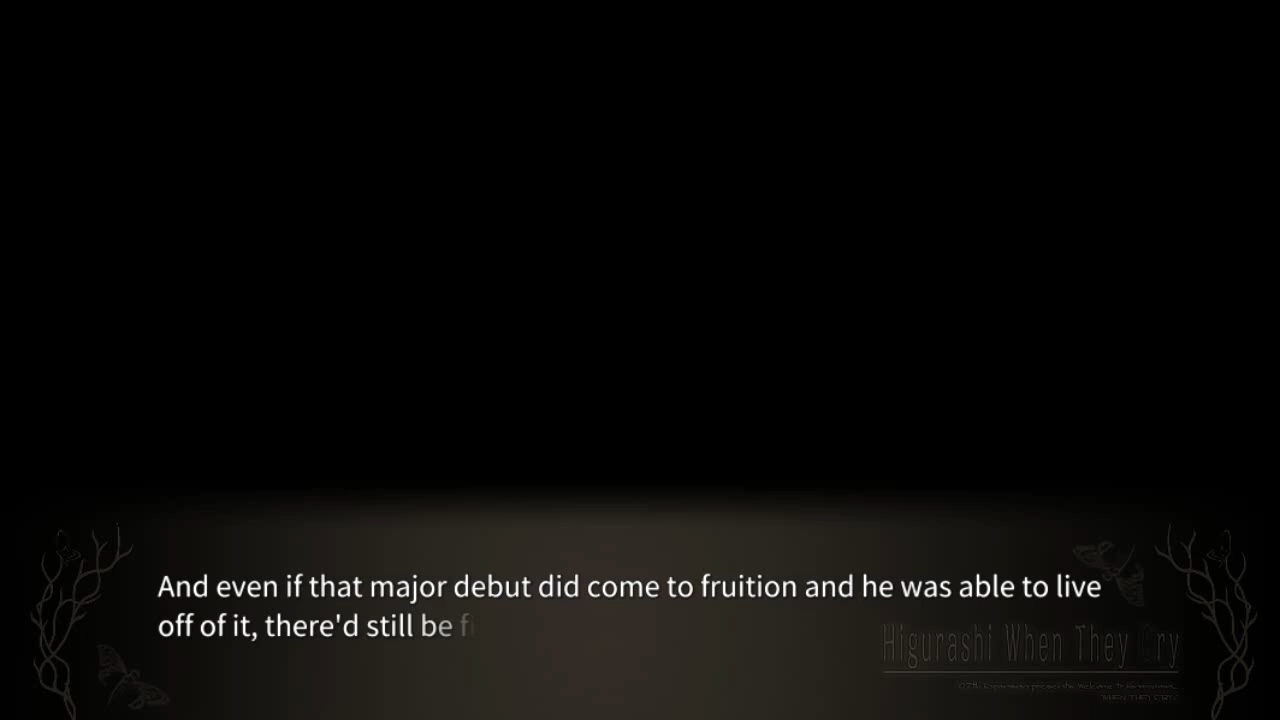 And even if that major debut did come to fruition and he was able to live
off of it, there'd still be fi
Higurashi When They Cry